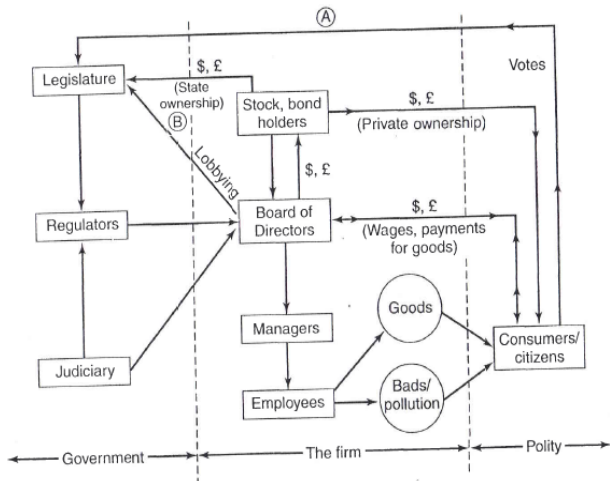 A
Votes
Legislature
$, £
(State
ownership)
B
Lobbying
Stock, bond
holders
$, £
(Private ownership)
$, £
Regulators
Board of
Directors
$, £
(Wages, payments
for goods)
Goods
Managers
Consumers/
citizens
Judiciary
Employees
Bads/
pollution
Government
The firm
Polity